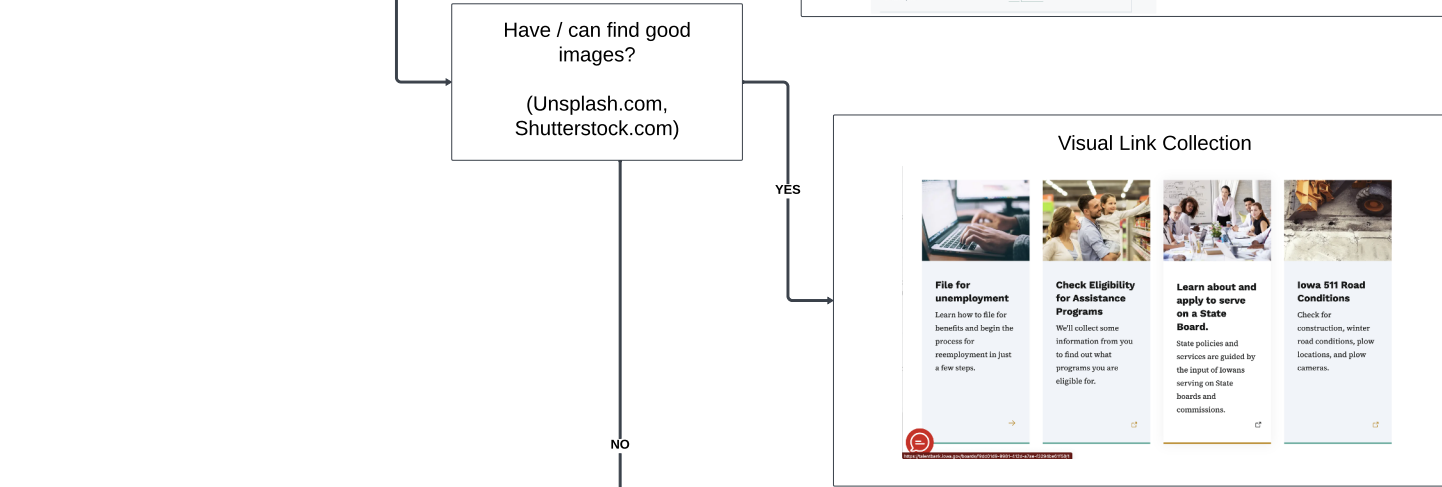 Have / can find good
images?
(Unsplash.com,
Shutterstock.com)
YES
NO
Visual Link Collection
File for
unemployment
Learn how to file for
benefits and begin the
process for
reemployment in just
a few steps.
Check Eligibility
for Assistance
Programs
We'll collect some
information from you
to find out what
programs you are
eligible for.
Learn about and
apply to serve
on a State
Board.
State policies and
services are guided by
the input of Iowans
serving on State
boards and
commissions.
Iowa 511 Road
Conditions
Check for
construction, winter
road conditions, plow
locations, and plow
cameras.